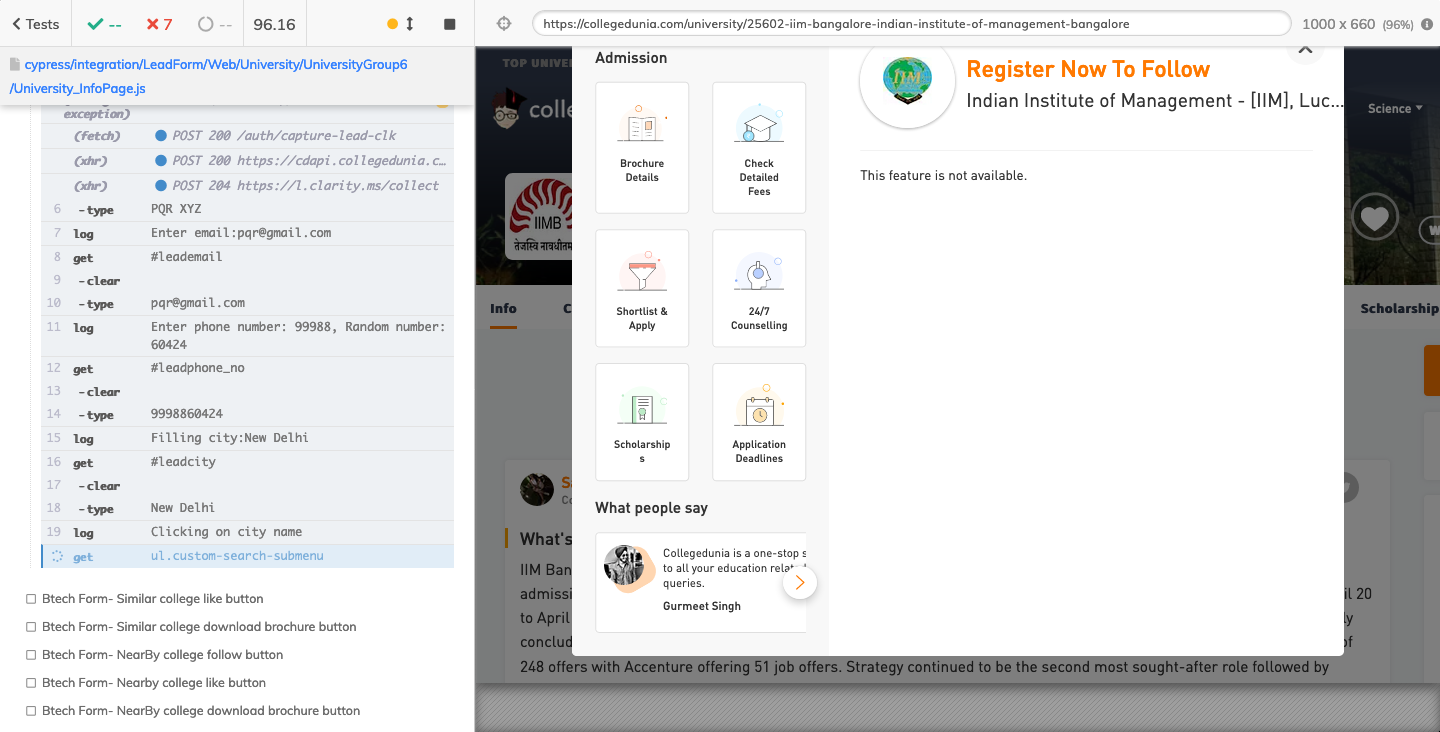 Tests
--
7
--
96.16
https://collegedunia.com/university/25602-iim-bangalore-indian-institute-of-management-bangalore
1000 x 660 (96%)
cypress/integration/LeadForm/Web/University/UniversityGroup6
/University_InfoPage.js
exception)
(fetch) POST 200 /auth/capture-lead-clk
(xhr) POST 200 https://cdapi.collegedunia.c…
(xhr) POST 204 https://l.clarity.ms/collect
6 -type PQR XYZ
7 log Enter email:pqr@gmail.com
8 get #leademail
9 -clear
10 -type pqr@gmail.com
11 log Enter phone number: 99988, Random number:
60424
12 get #leadphone_no
13 -clear
14 -type 9998860424
15 log Filling city:New Delhi
16 get #leadcity
17 -clear
18 -type New Delhi
19 log Clicking on city name
get ul.custom-search-submenu
Btech Form- Similar college like button
Btech Form- Similar college download brochure button
Btech Form- NearBy college follow button
Btech Form- Nearby college like button
Btech Form- NearBy college download brochure button
TOP UNIVER
colle
IIMB
तेजस्वि नावधीतम
Info
C
Science
W
Scholarship
Admission
Brochure
Details
Check
Detailed
Fees
Shortlist &
Apply
24/7
Counselling
Scholarship
s
Application
Deadlines
What people say
Collegedunia is a one-stop s
to all your education relat
queries.
Gurmeet Singh
Register Now To Follow
Indian Institute of Management - [IIM], Luc...
This feature is not available.
Sa
Co
What's
IIM Ban
admissi
il 20
to April
ly
conclud
of
248 offers with Accenture offering 51 job offers. Strategy continued to be the second most sought-after role followed by